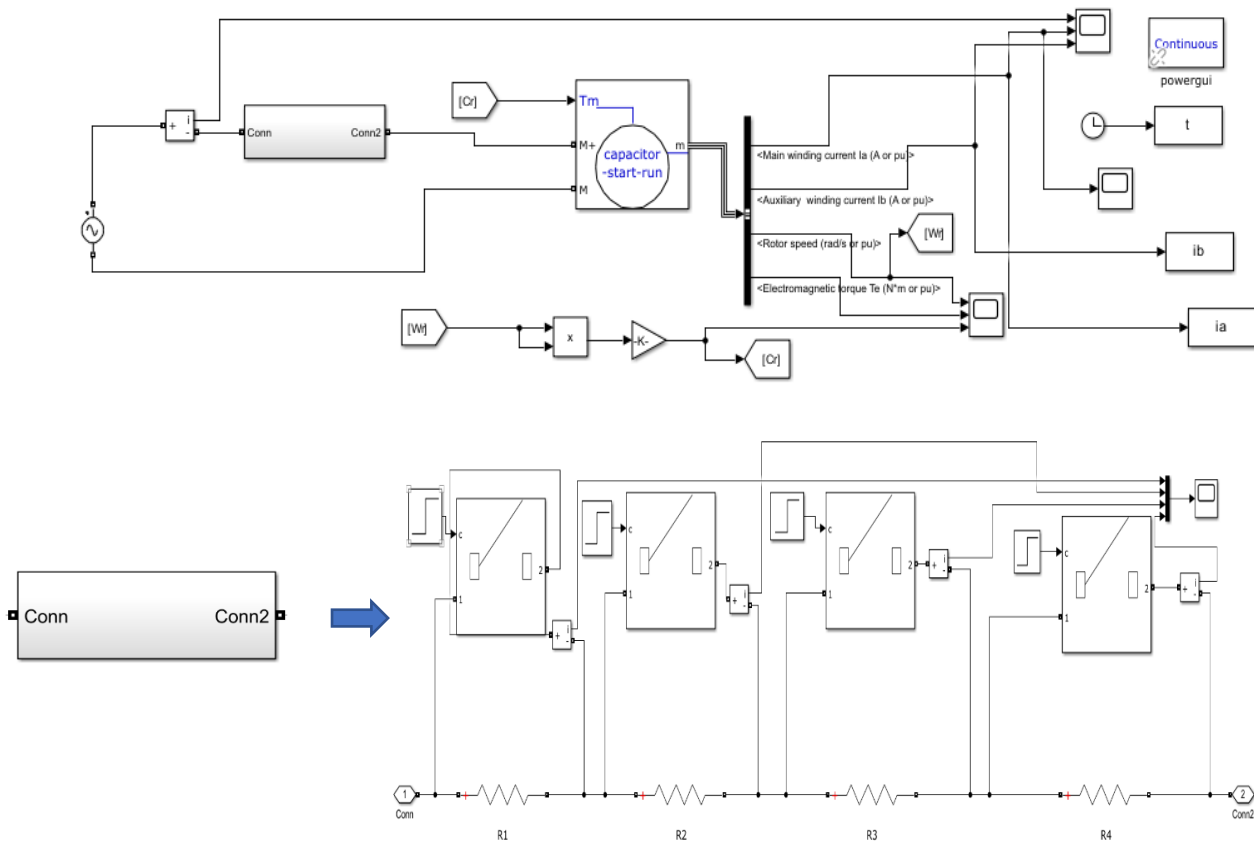 Continuous
powergui
[Cr]
Tm
i
+
-
Conn
Conn2
M+
capacitor
-start-run
m
M
t
<Main winding current Ia (A or pu)>
<Auxiliary winding current Ib (A or pu)>
[Wr]
<Rotor speed (rad/s or pu)>
ib
<Electromagnetic torque Te (N*m or pu)>
[Wr]
x
-K-
[Cr]
ia
c
2
1
i
+
-
c
2
1
i
+
-
c
2
1
i
+
-
c
2
1
i
+
-
Conn
Conn2
1
Conn
R1
R2
R3
R4
2
Conn2